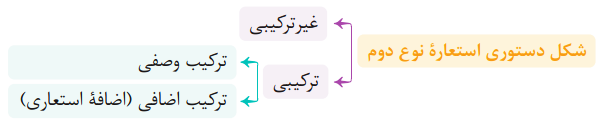 شکل دستوری استعارهٔ نوع دوم
غیرترکیبی
ترکیبی
ترکیب وصفی
ترکیب اضافی (اضافهٔ استعاری)